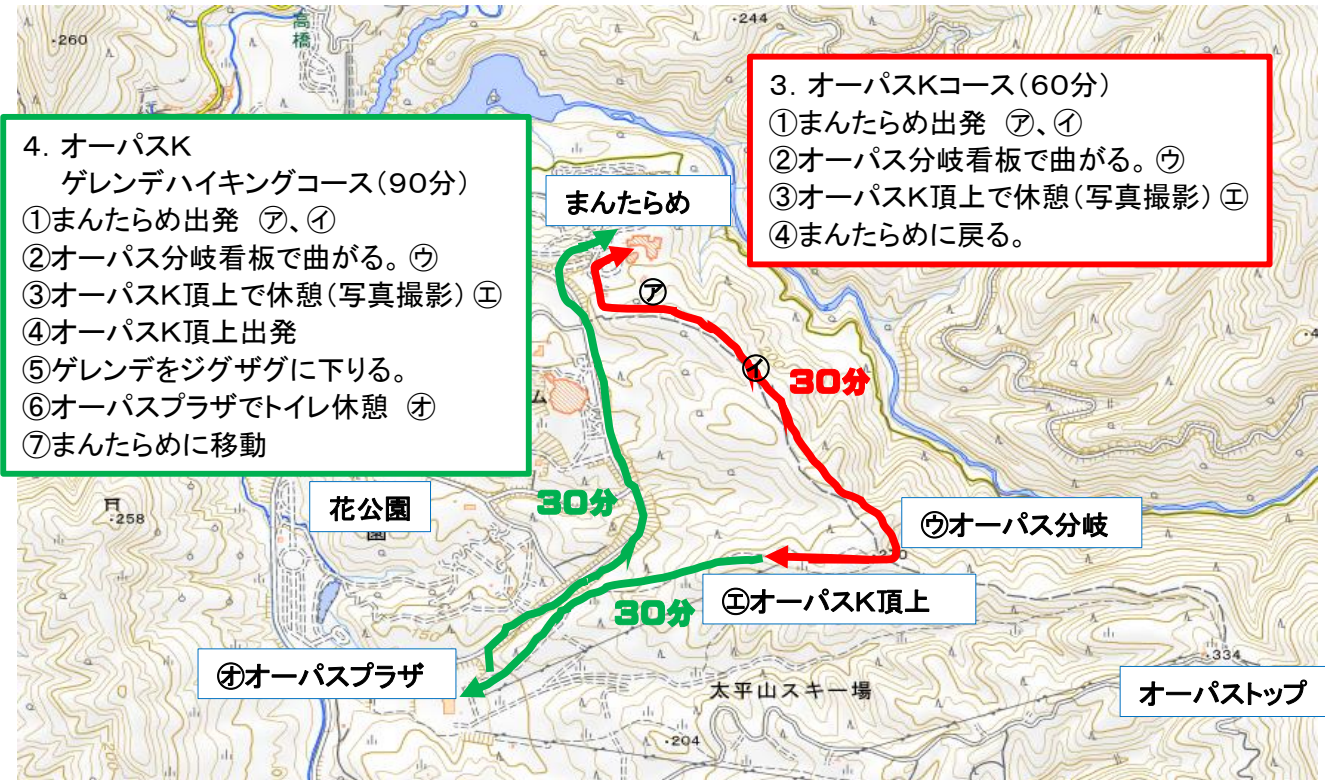 ・260
高
橋
・244
4．オーパスK
ゲレンデハイキングコース（90分）
①まんたらめ出発 ㋐、㋑
②オーパス分岐看板で曲がる。㋒
③オーパスK頂上で休憩（写真撮影）㋓
④オーパスK頂上出発
⑤ゲレンデをジグザグに下りる。
⑥オーパスプラザでトイレ休憩 ㋔
⑦まんたらめに移動
3．オーパスKコース（60分）
①まんたらめ出発 ㋐、㋑
②オーパス分岐看板で曲がる。㋒
③オーパスK頂上で休憩（写真撮影）㋓
④まんたらめに戻る。
まんたらめ
㋐
㋑
30分
ム
花公園
園
・258
30分
㋒オーパス分岐
270
㋓オーパスK頂上
30分
150
㋔オーパスプラザ
太平山スキー場
・334
オーパストップ
・204
200